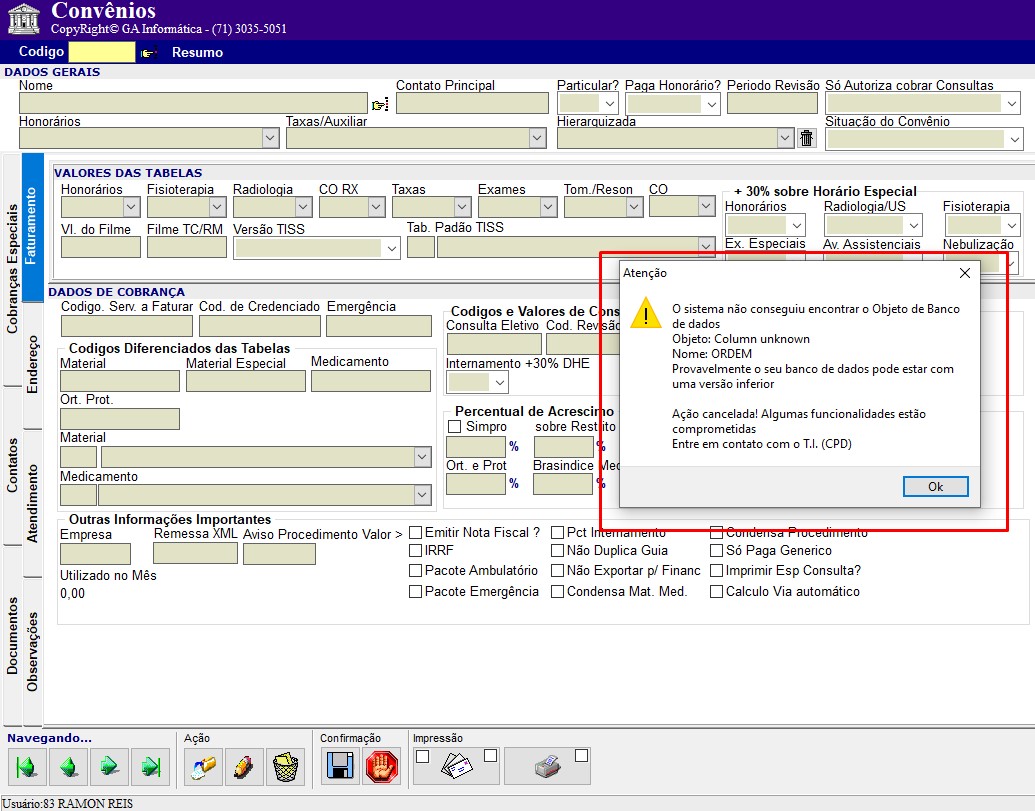 Convênios
CopyRight© GA Informática - (71) 3035-5051
Codigo Resumo
DADOS GERAIS
Nome Contato Principal Particular? Paga Honorário? Periodo Revisão Só Autoriza cobrar Consultas
Honorários Taxas/Auxiliar Hierarquizada Situação do Convênio
Cobranças Especiais
Faturamento
Contatos
Endereço
Atendimento
Documentos
Observações
VALORES DAS TABELAS
Honorários Fisioterapia Radiologia CO RX Taxas Exames Tom./Reson CO
+ 30% sobre Horário Especial
Honorários Radiologia/US Fisioterapia
Vl. do Filme Filme TC/RM Versão TISS Tab. Padão TISS
Ex. Especiais Av. Assistenciais Nebulização
DADOS DE COBRANÇA
Codigo. Serv. a Faturar Cod. de Credenciado Emergência
Codigos Diferenciados das Tabelas
Material Material Especial Medicamento
Ort. Prot.
Material
Medicamento
Codigos e Valores de Cons
Consulta Eletivo Cod. Revisão
Internamento +30% DHE
Percentual de Acrescimo
Simpro sobre Restrito
% %
Ort. e Prot Brasindice Med
% %
Atenção
O sistema não conseguiu encontrar o Objeto de Banco
de dados
Objeto: Column unknown
Nome: ORDEM
Provavelmente o seu banco de dados pode estar com
uma versão inferior
Ação cancelada! Algumas funcionalidades estão
comprometidas
Entre em contato com o T.I. (CPD)
Ok
Outras Informações Importantes
Empresa Remessa XML Aviso Procedimento Valor >
Utilizado no Mês
0,00
Emitir Nota Fiscal ? Pct Internamento Condensa Procedimento
IRRF Não Duplica Guia Só Paga Generico
Pacote Ambulatório Não Exportar p/ Financ Imprimir Esp Consulta?
Pacote Emergência Condensa Mat. Med. Calculo Via automático
Navegando... Ação Confirmação Impressão
Usuário:83 RAMON REIS